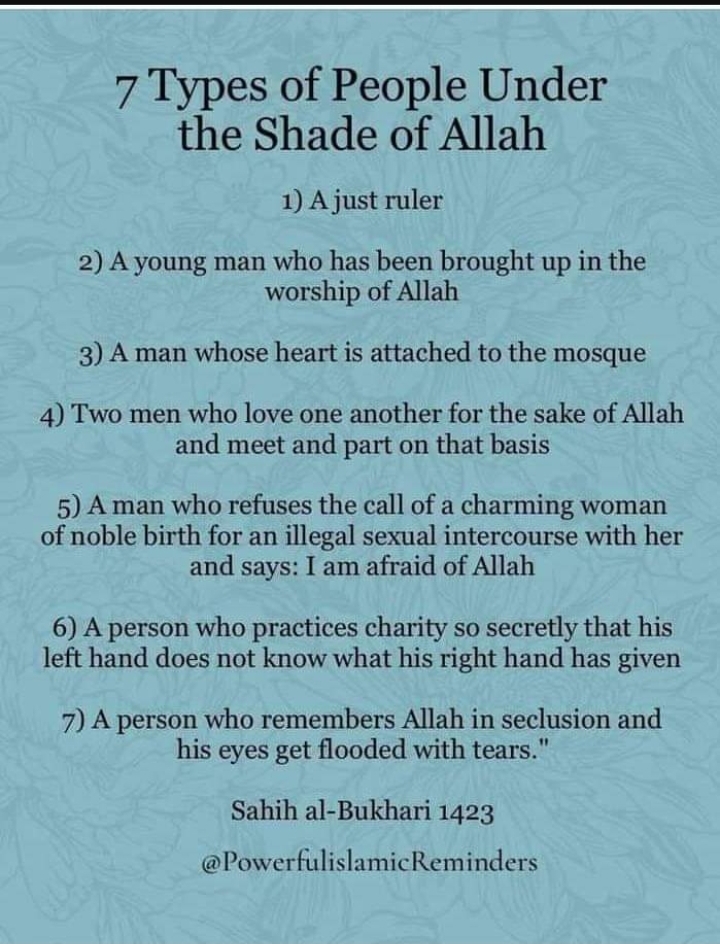 7 Types of People Under
the Shade of Allah
1) A just ruler
2) A young man who has been brought up in the
worship of Allah
3) A man whose heart is attached to the mosque
4) Two men who love one another for the sake of Allah
and meet and part on that basis
5) A man who refuses the call of a charming woman
of noble birth for an illegal sexual intercourse with her
and says: I am afraid of Allah
6) A person who practices charity so secretly that his
left hand does not know what his right hand has given
7) A person who remembers Allah in seclusion and
his eyes get flooded with tears."
Sahih al-Bukhari 1423
@PowerfulislamicReminders